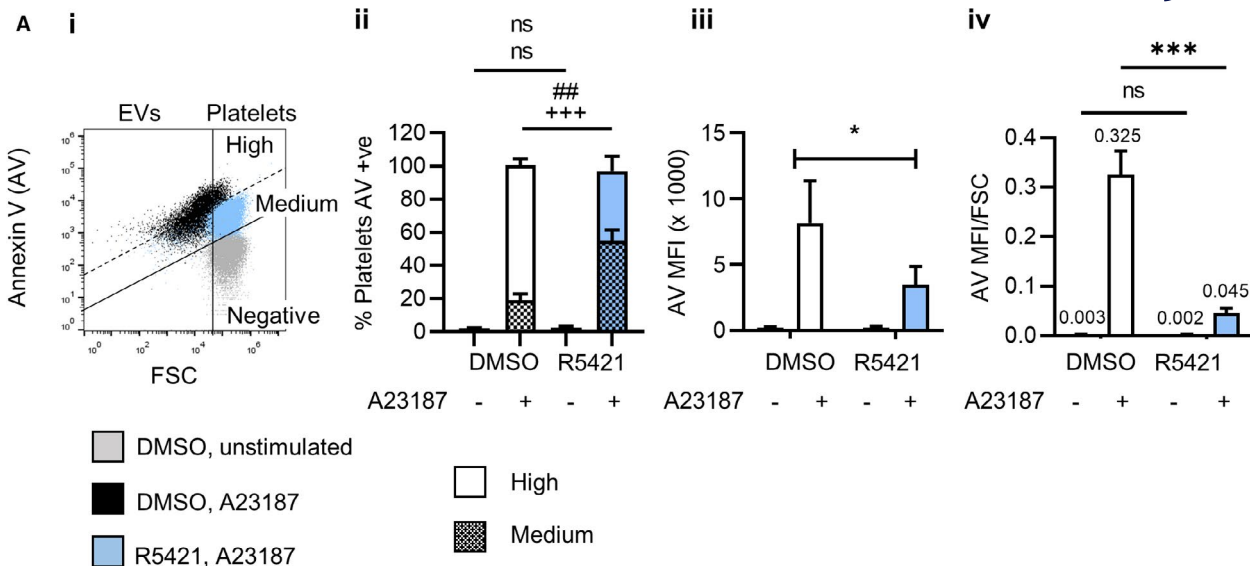 A i ii iii iv
ns
ns
##
+++
*
***
ns
EVs Platelets
High
Medium
Negative
Annexin V (AV)
10⁶
10⁵
10⁴
10³
10²
10¹
10⁰
10⁰ 10² 10⁴ 10⁶
FSC
% Platelets AV +ve
120
100
80
60
40
20
0
DMSO R5421
A23187 - + - +
AV MFI (x 1000)
15
10
5
0
DMSO R5421
A23187 - + - +
AV MFI/FSC
0.4
0.3
0.2
0.1
0.0
0.003 0.325 0.002 0.045
DMSO R5421
A23187 - + - +
DMSO, unstimulated
DMSO, A23187
R5421, A23187
High
Medium